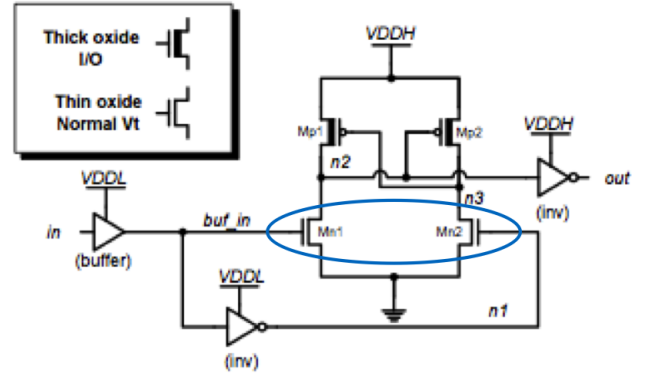 Thick oxide
I/O
Thin oxide
Normal Vt
VDDH
Mp1
Mp2
VDDH
n2
VDDL
out
n3
(inv)
in
buf_in
Mn1
Mn2
(buffer)
VDDL
n1
(inv)